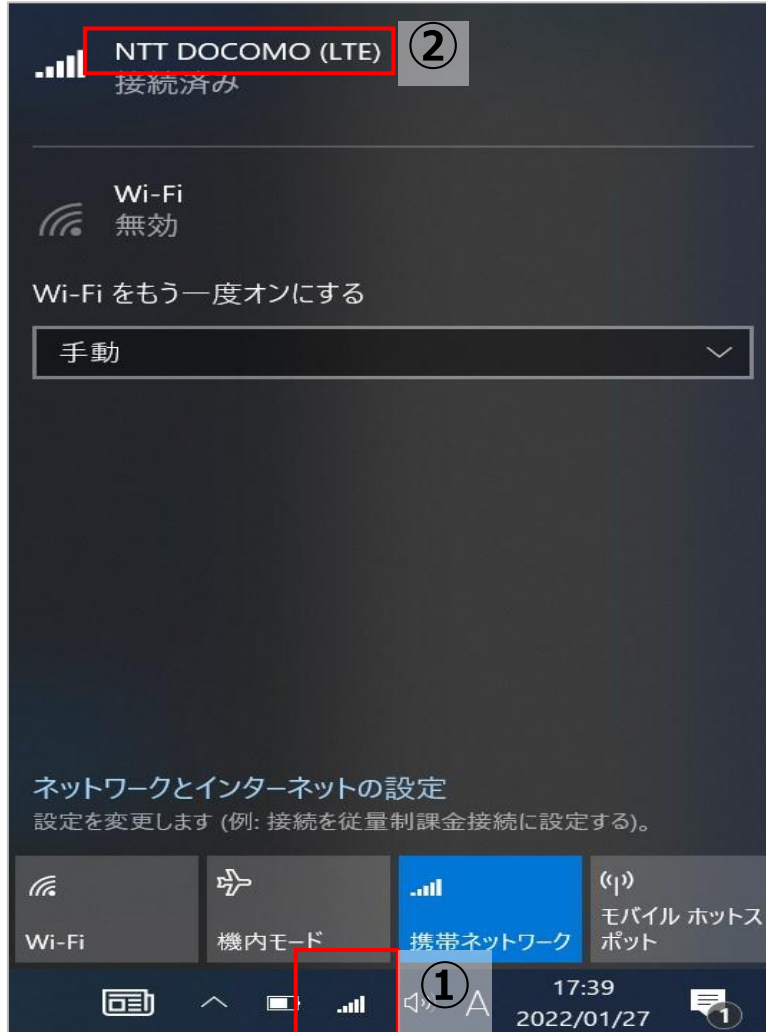 NTT DOCOMO (LTE)
②
接続済み
Wi-Fi
無効
Wi-Fi をもう一度オンにする
手動
ネットワークとインターネットの設定
設定を変更します (例: 接続を従量制課金接続に設定する)。
Wi-Fi
機内モード
携帯ネットワーク
モバイル ホットス
ポット
①
A
17:39
2022/01/27
1